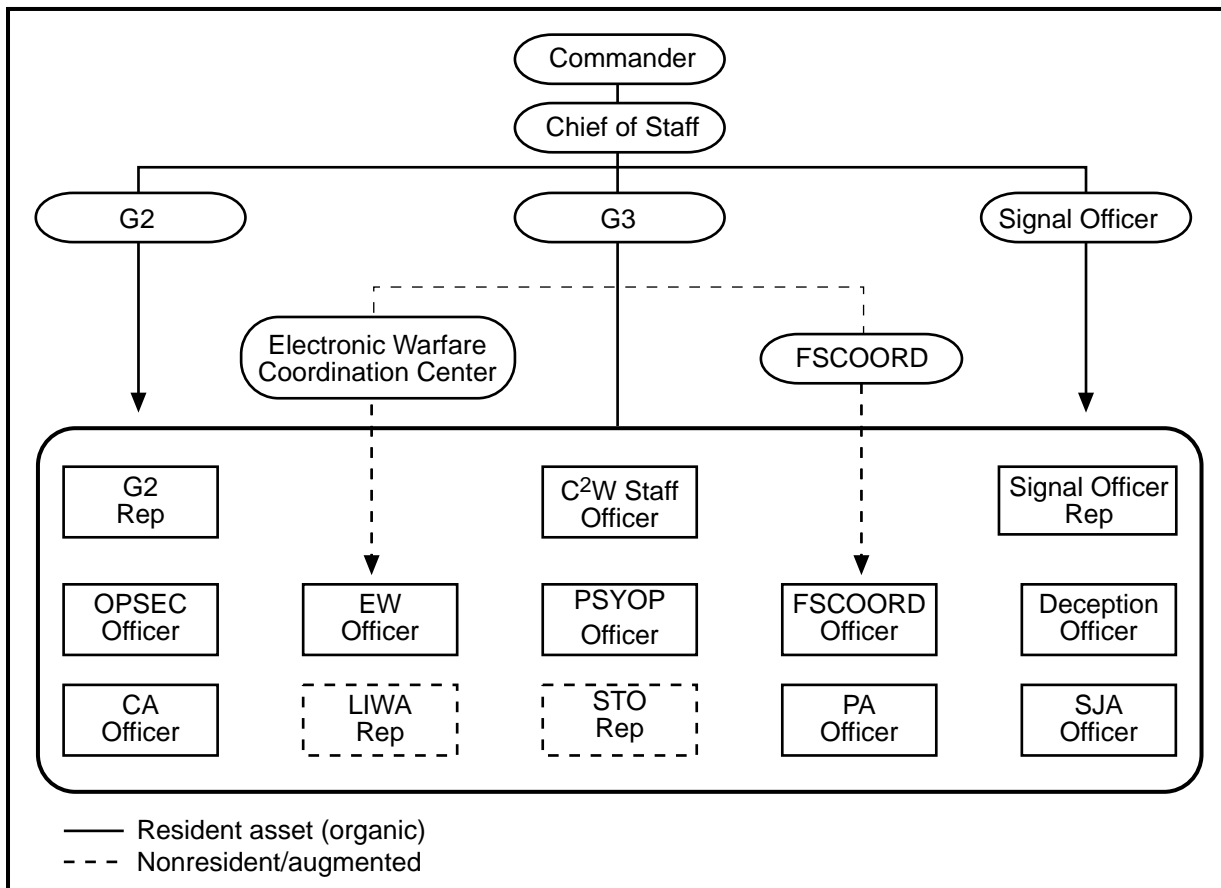 Commander
Chief of Staff
G2
G3
Signal Officer
Electronic Warfare
Coordination Center
FSCOORD
G2
Rep
C²W Staff
Officer
Signal Officer
Rep
OPSEC
Officer
EW
Officer
PSYOP
Officer
FSCOORD
Officer
Deception
Officer
CA
Officer
LIWA
Rep
STO
Rep
PA
Officer
SJA
Officer
Resident asset (organic)
Nonresident/augmented